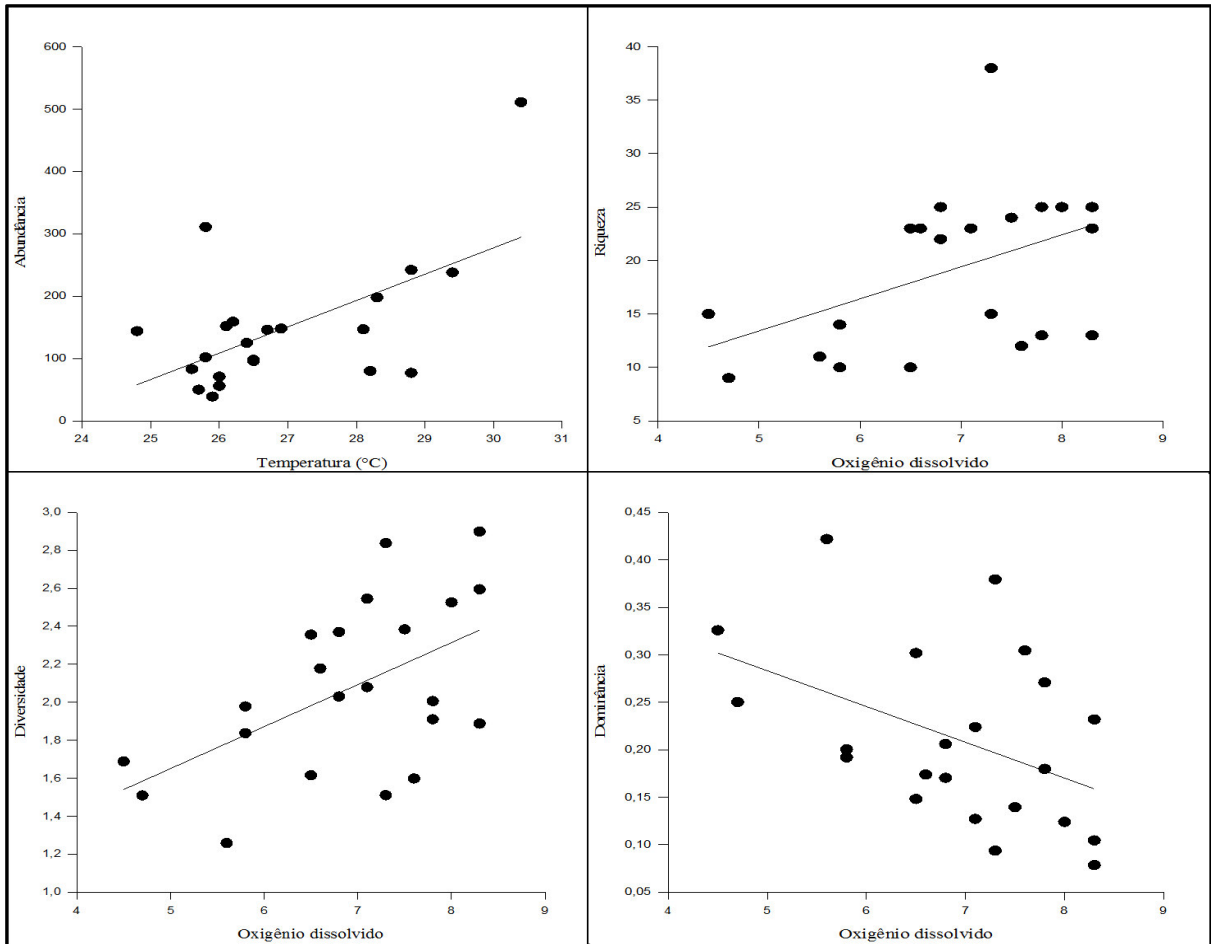 600
500
400
300
200
100
0
Abundância
24 25 26 27 28 29 30 31
Temperatura (°C)
40
35
30
25
20
15
10
5
Riqueza
4 5 6 7 8 9
Oxigênio dissolvido
3,0
2,8
2,6
2,4
2,2
2,0
1,8
1,6
1,4
1,2
1,0
Diversidade
4 5 6 7 8 9
Oxigênio dissolvido
0,45
0,40
0,35
0,30
0,25
0,20
0,15
0,10
0,05
Dominância
4 5 6 7 8 9
Oxigênio dissolvido